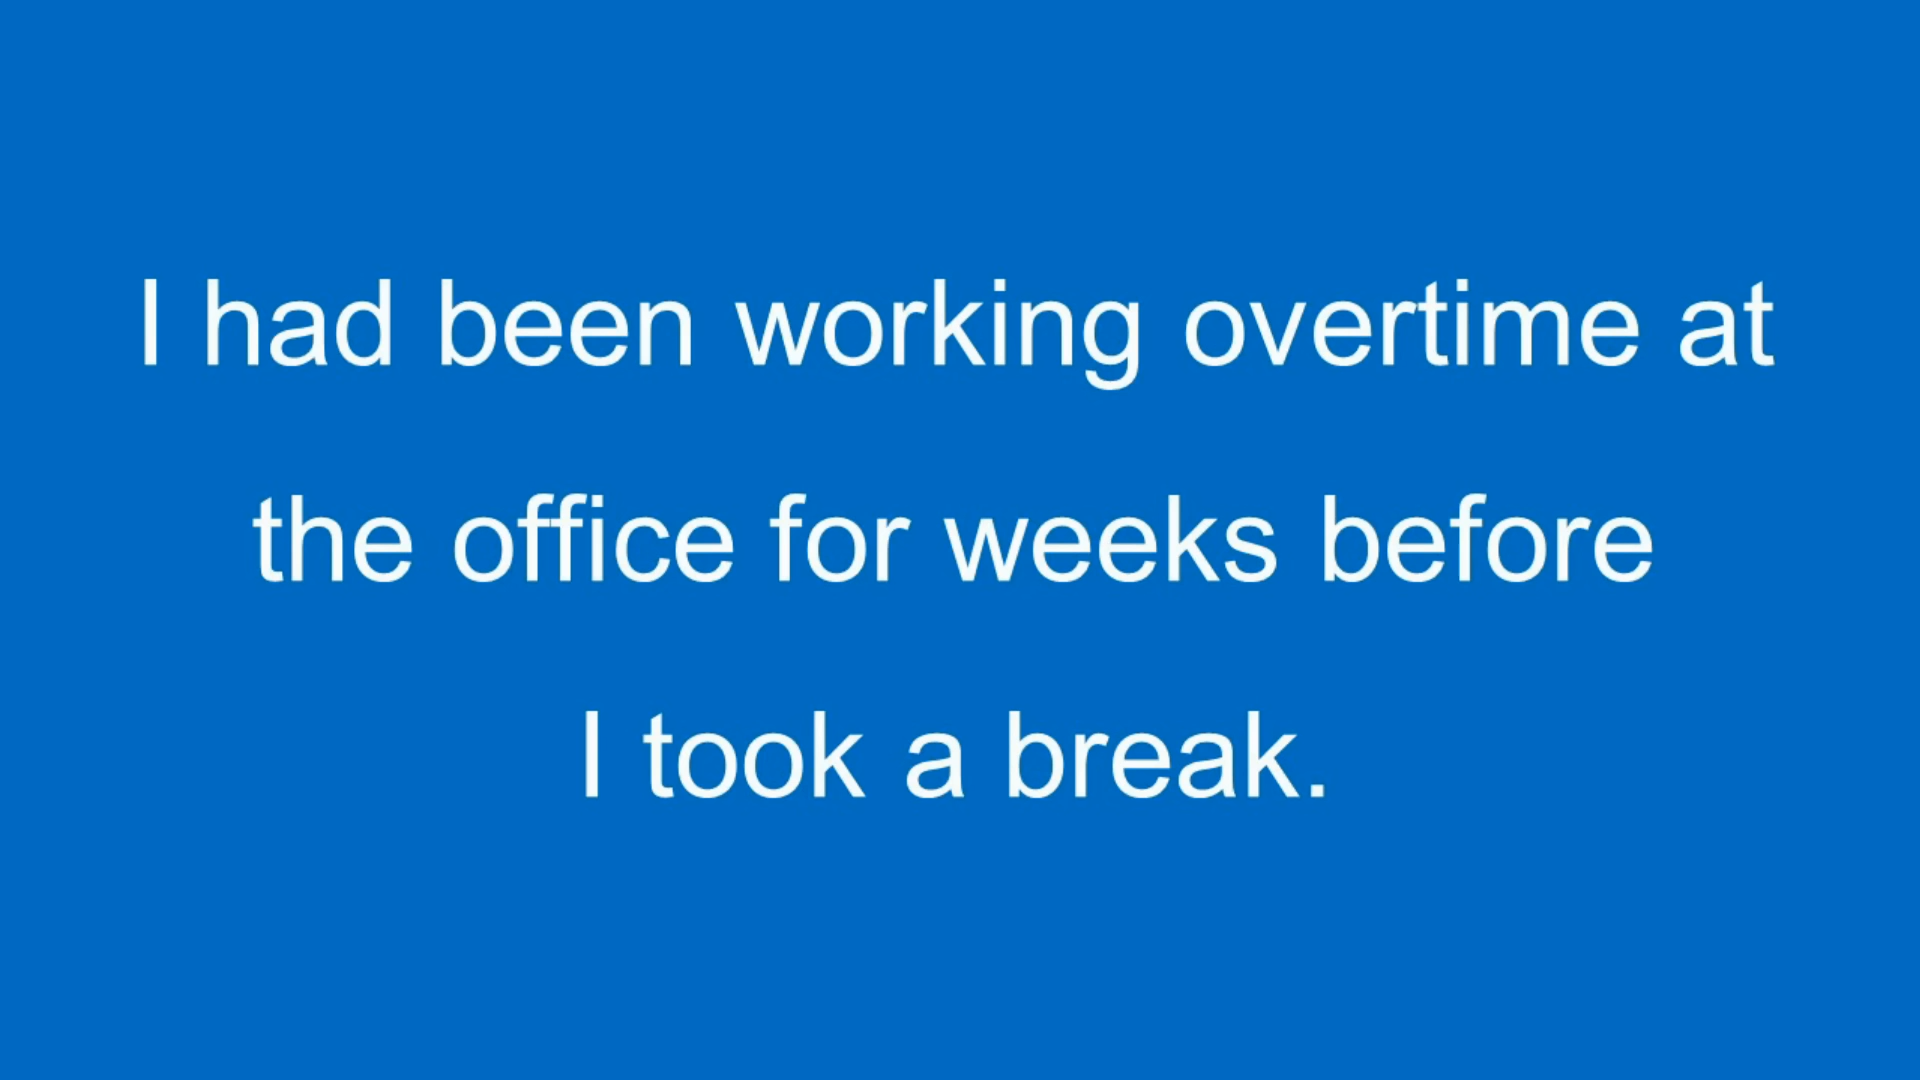 I had been working overtime at
the office for weeks before
I took a break.